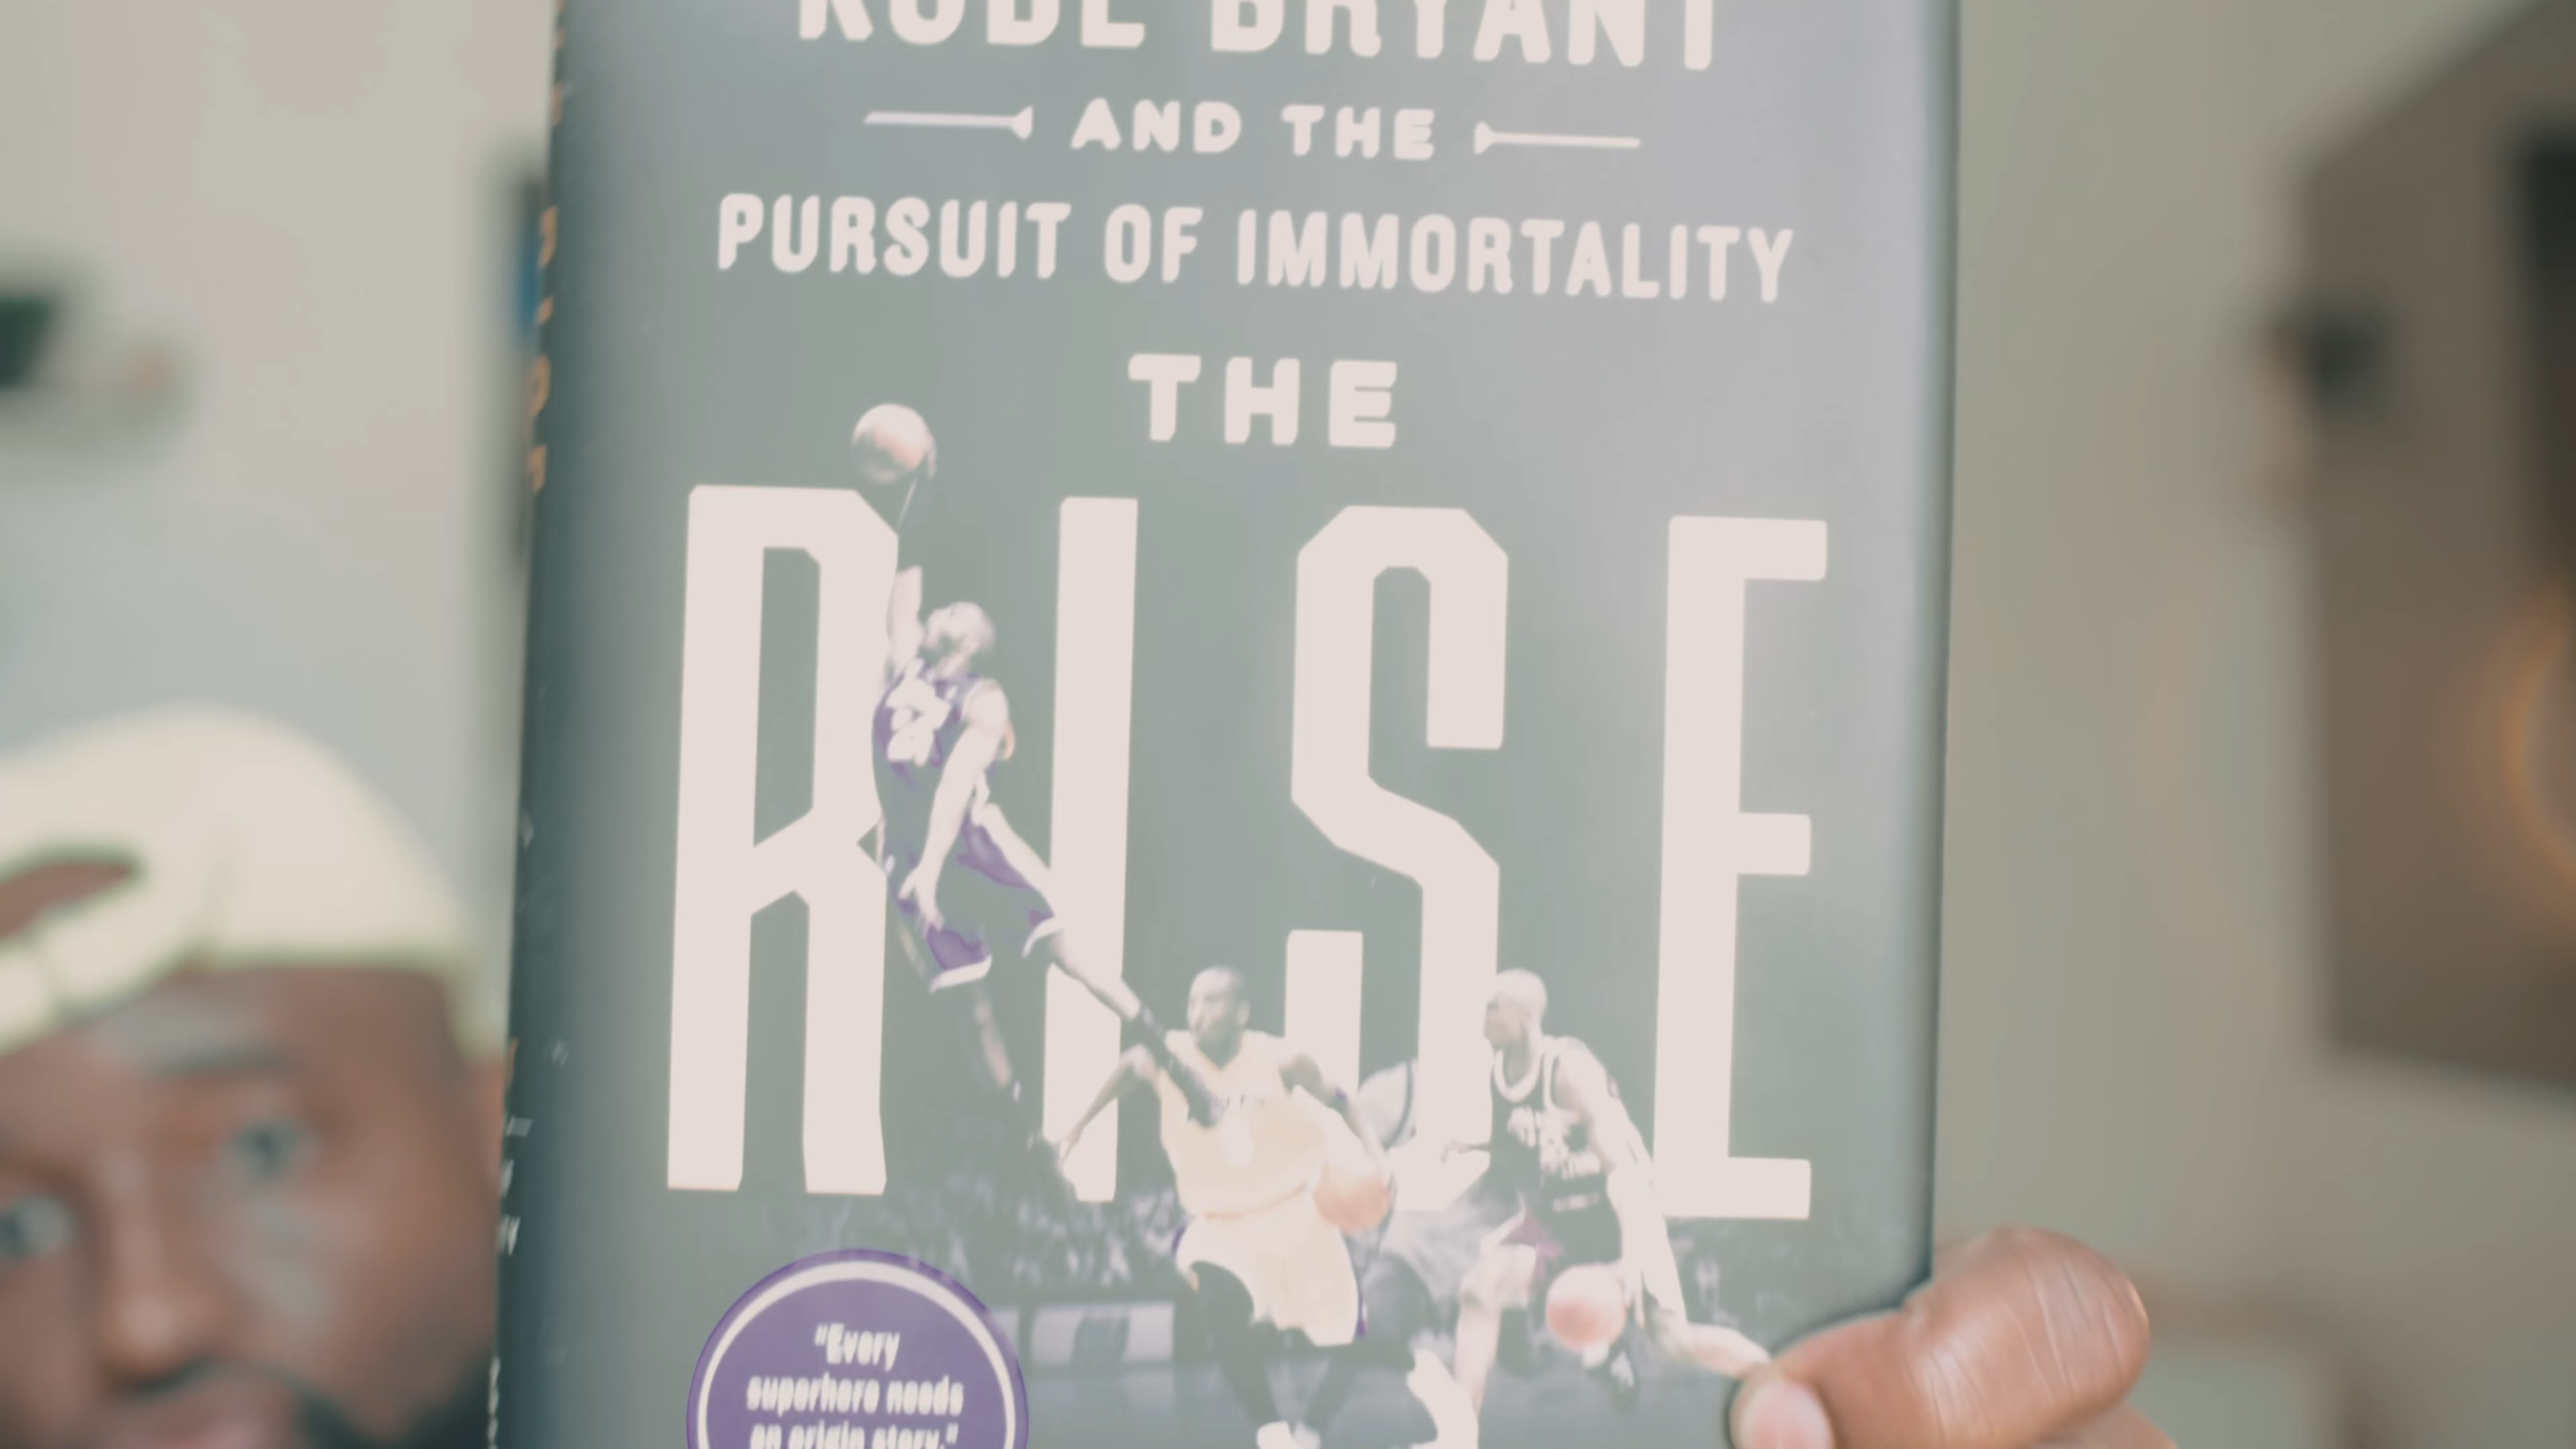 KOBE BRYANT
AND THE
PURSUIT OF IMMORTALITY
THE
RISE
"Every
superhero needs
an origin story."